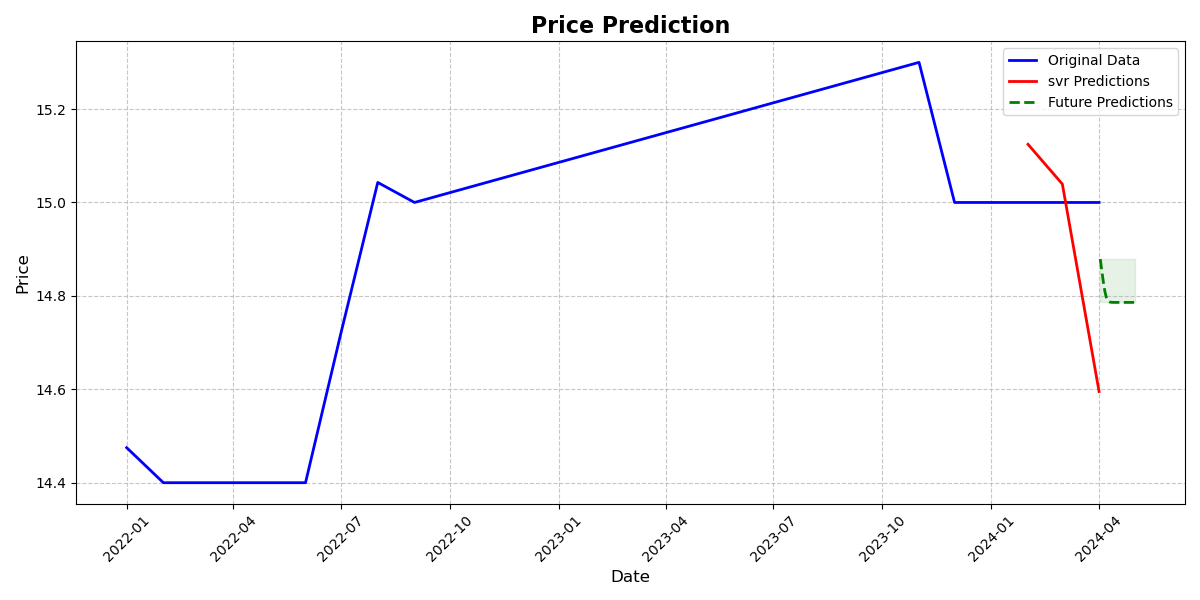 Price Prediction
Original Data
svr Predictions
Future Predictions
Price
15.2
15.0
14.8
14.6
14.4
2022-01
2022-04
2022-07
2022-10
2023-01
2023-04
2023-07
2023-10
2024-01
2024-04
Date